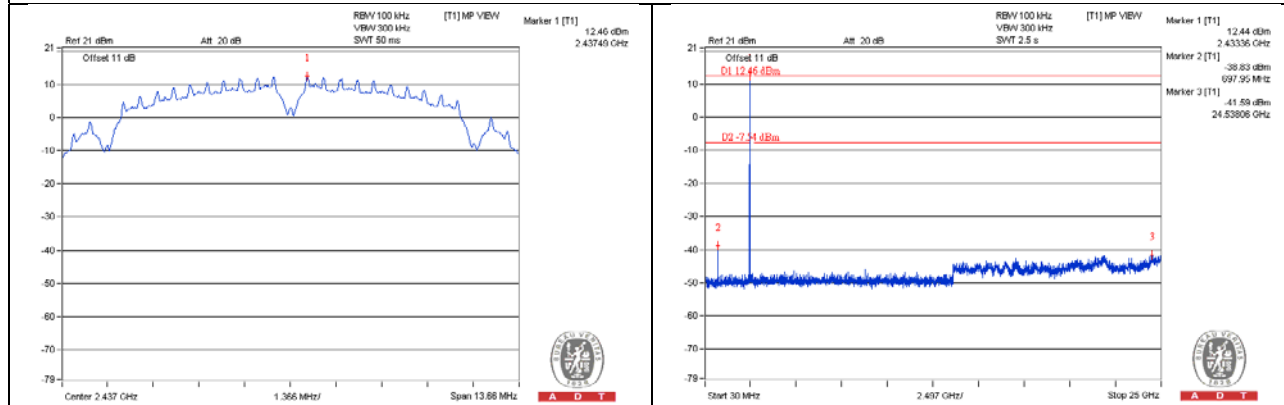 RBW 100 kHz
[T1] MP VIEW
Marker 1 [T1]
VBW 300 kHz
12.46 dBm
Ref 21 dBm
Att 20 dB
SWT 50 ms
2.43749 GHz
21
Offset 11 dB
1
10
0
-10
-20
-30
-40
-50
-60
-70
-79
Center 2.437 GHz
1.366 MHz/
Span 13.66 MHz
BUREAU VERITAS
1828
A D T
RBW 100 kHz
[T1] MP VIEW
Marker 1 [T1]
VBW 300 kHz
12.44 dBm
Ref 21 dBm
Att 20 dB
SWT 2.5 s
2.43336 GHz
Marker 2 [T1]
-38.83 dBm
697.95 MHz
Marker 3 [T1]
-41.59 dBm
24.53806 GHz
21
Offset 11 dB
D1 12.46 dBm
10
0
D2 -7.54 dBm
-10
-20
-30
2
3
-40
-50
-60
-70
-79
Start 30 MHz
2.497 GHz/
Stop 25 GHz
BUREAU VERITAS
1828
A D T